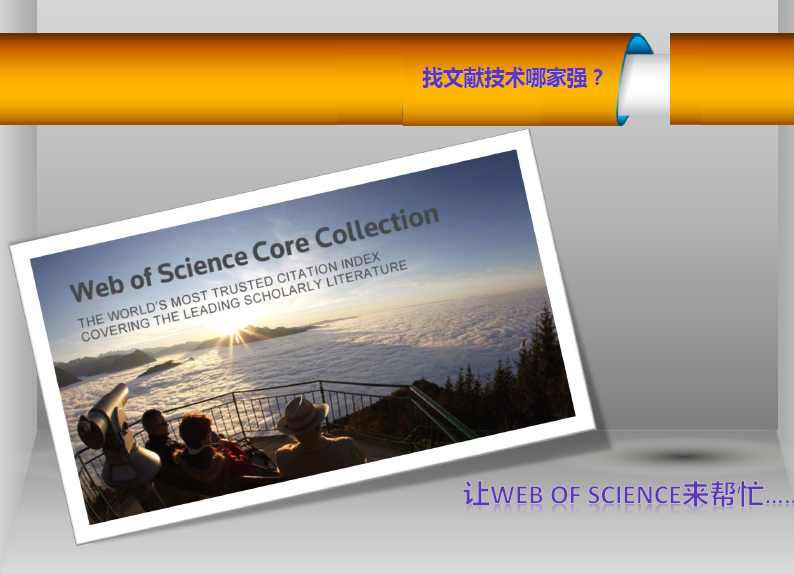 找文献技术哪家强？
Web of Science Core Collection
THE WORLD'S MOST TRUSTED CITATION INDEX
COVERING THE LEADING SCHOLARLY LITERATURE
让WEB OF SCIENCE来帮忙……